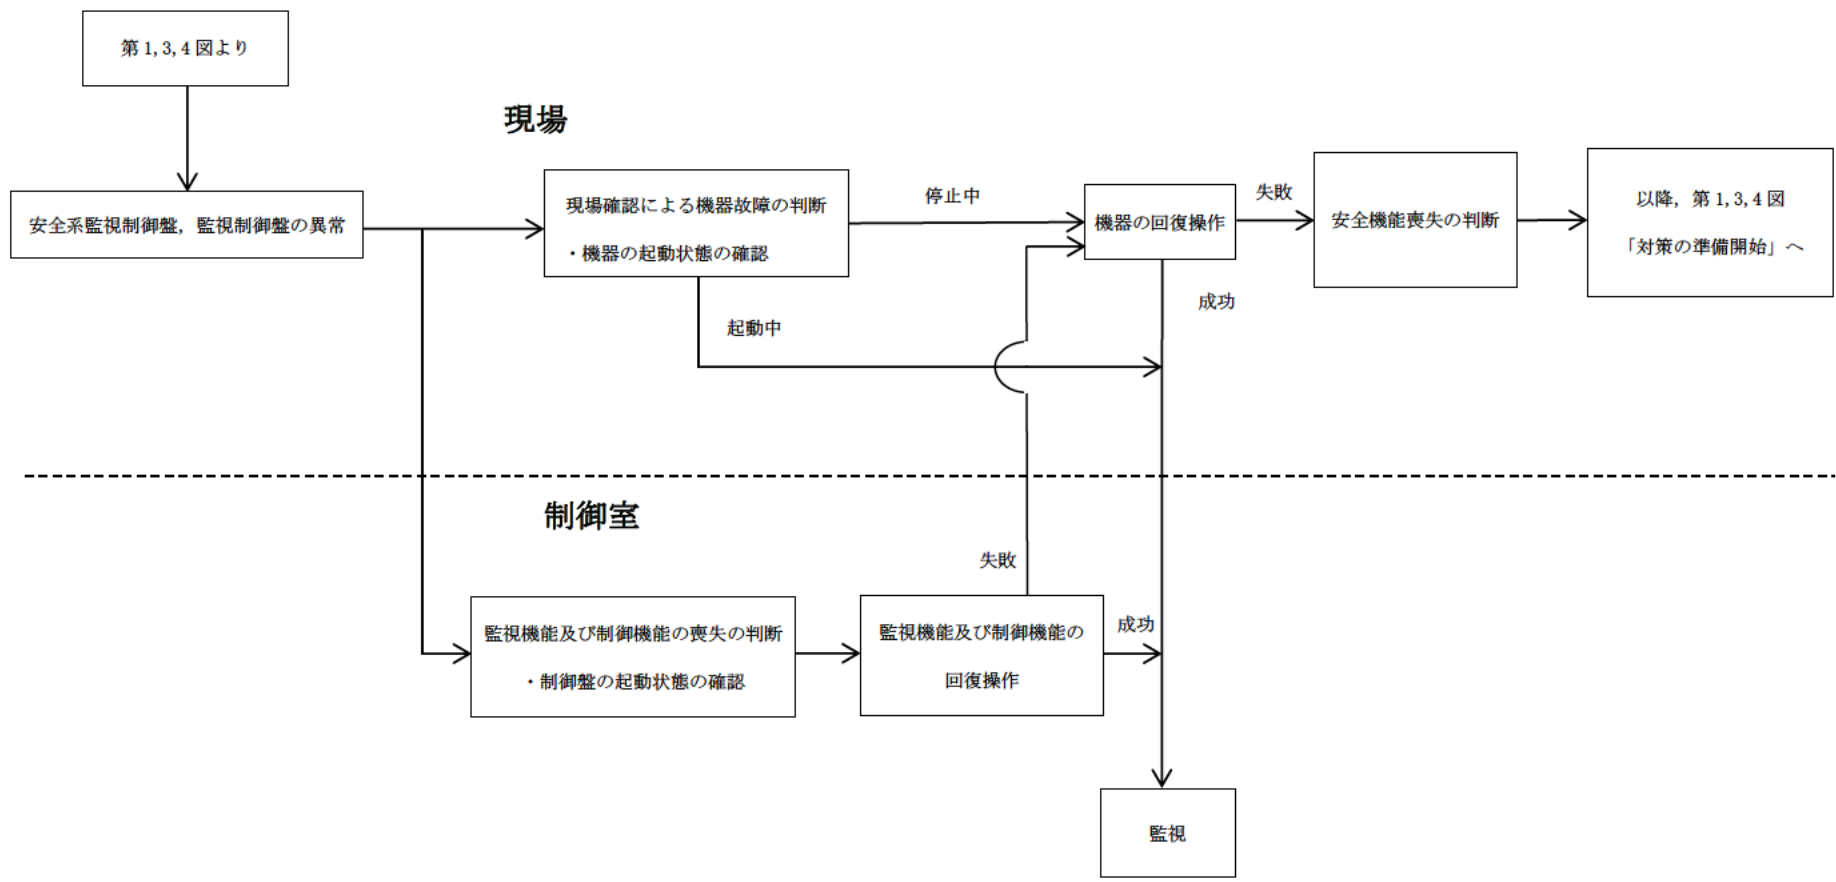 第1,3,4図より
現場
安全系監視制御盤，監視制御盤の異常
現場確認による機器故障の判断
・機器の起動状態の確認
停止中
機器の回復操作
失敗
安全機能喪失の判断
以降，第1,3,4図
「対策の準備開始」へ
成功
起動中
制御室
失敗
監視機能及び制御機能の喪失の判断
・制御盤の起動状態の確認
監視機能及び制御機能の
回復操作
成功
監視